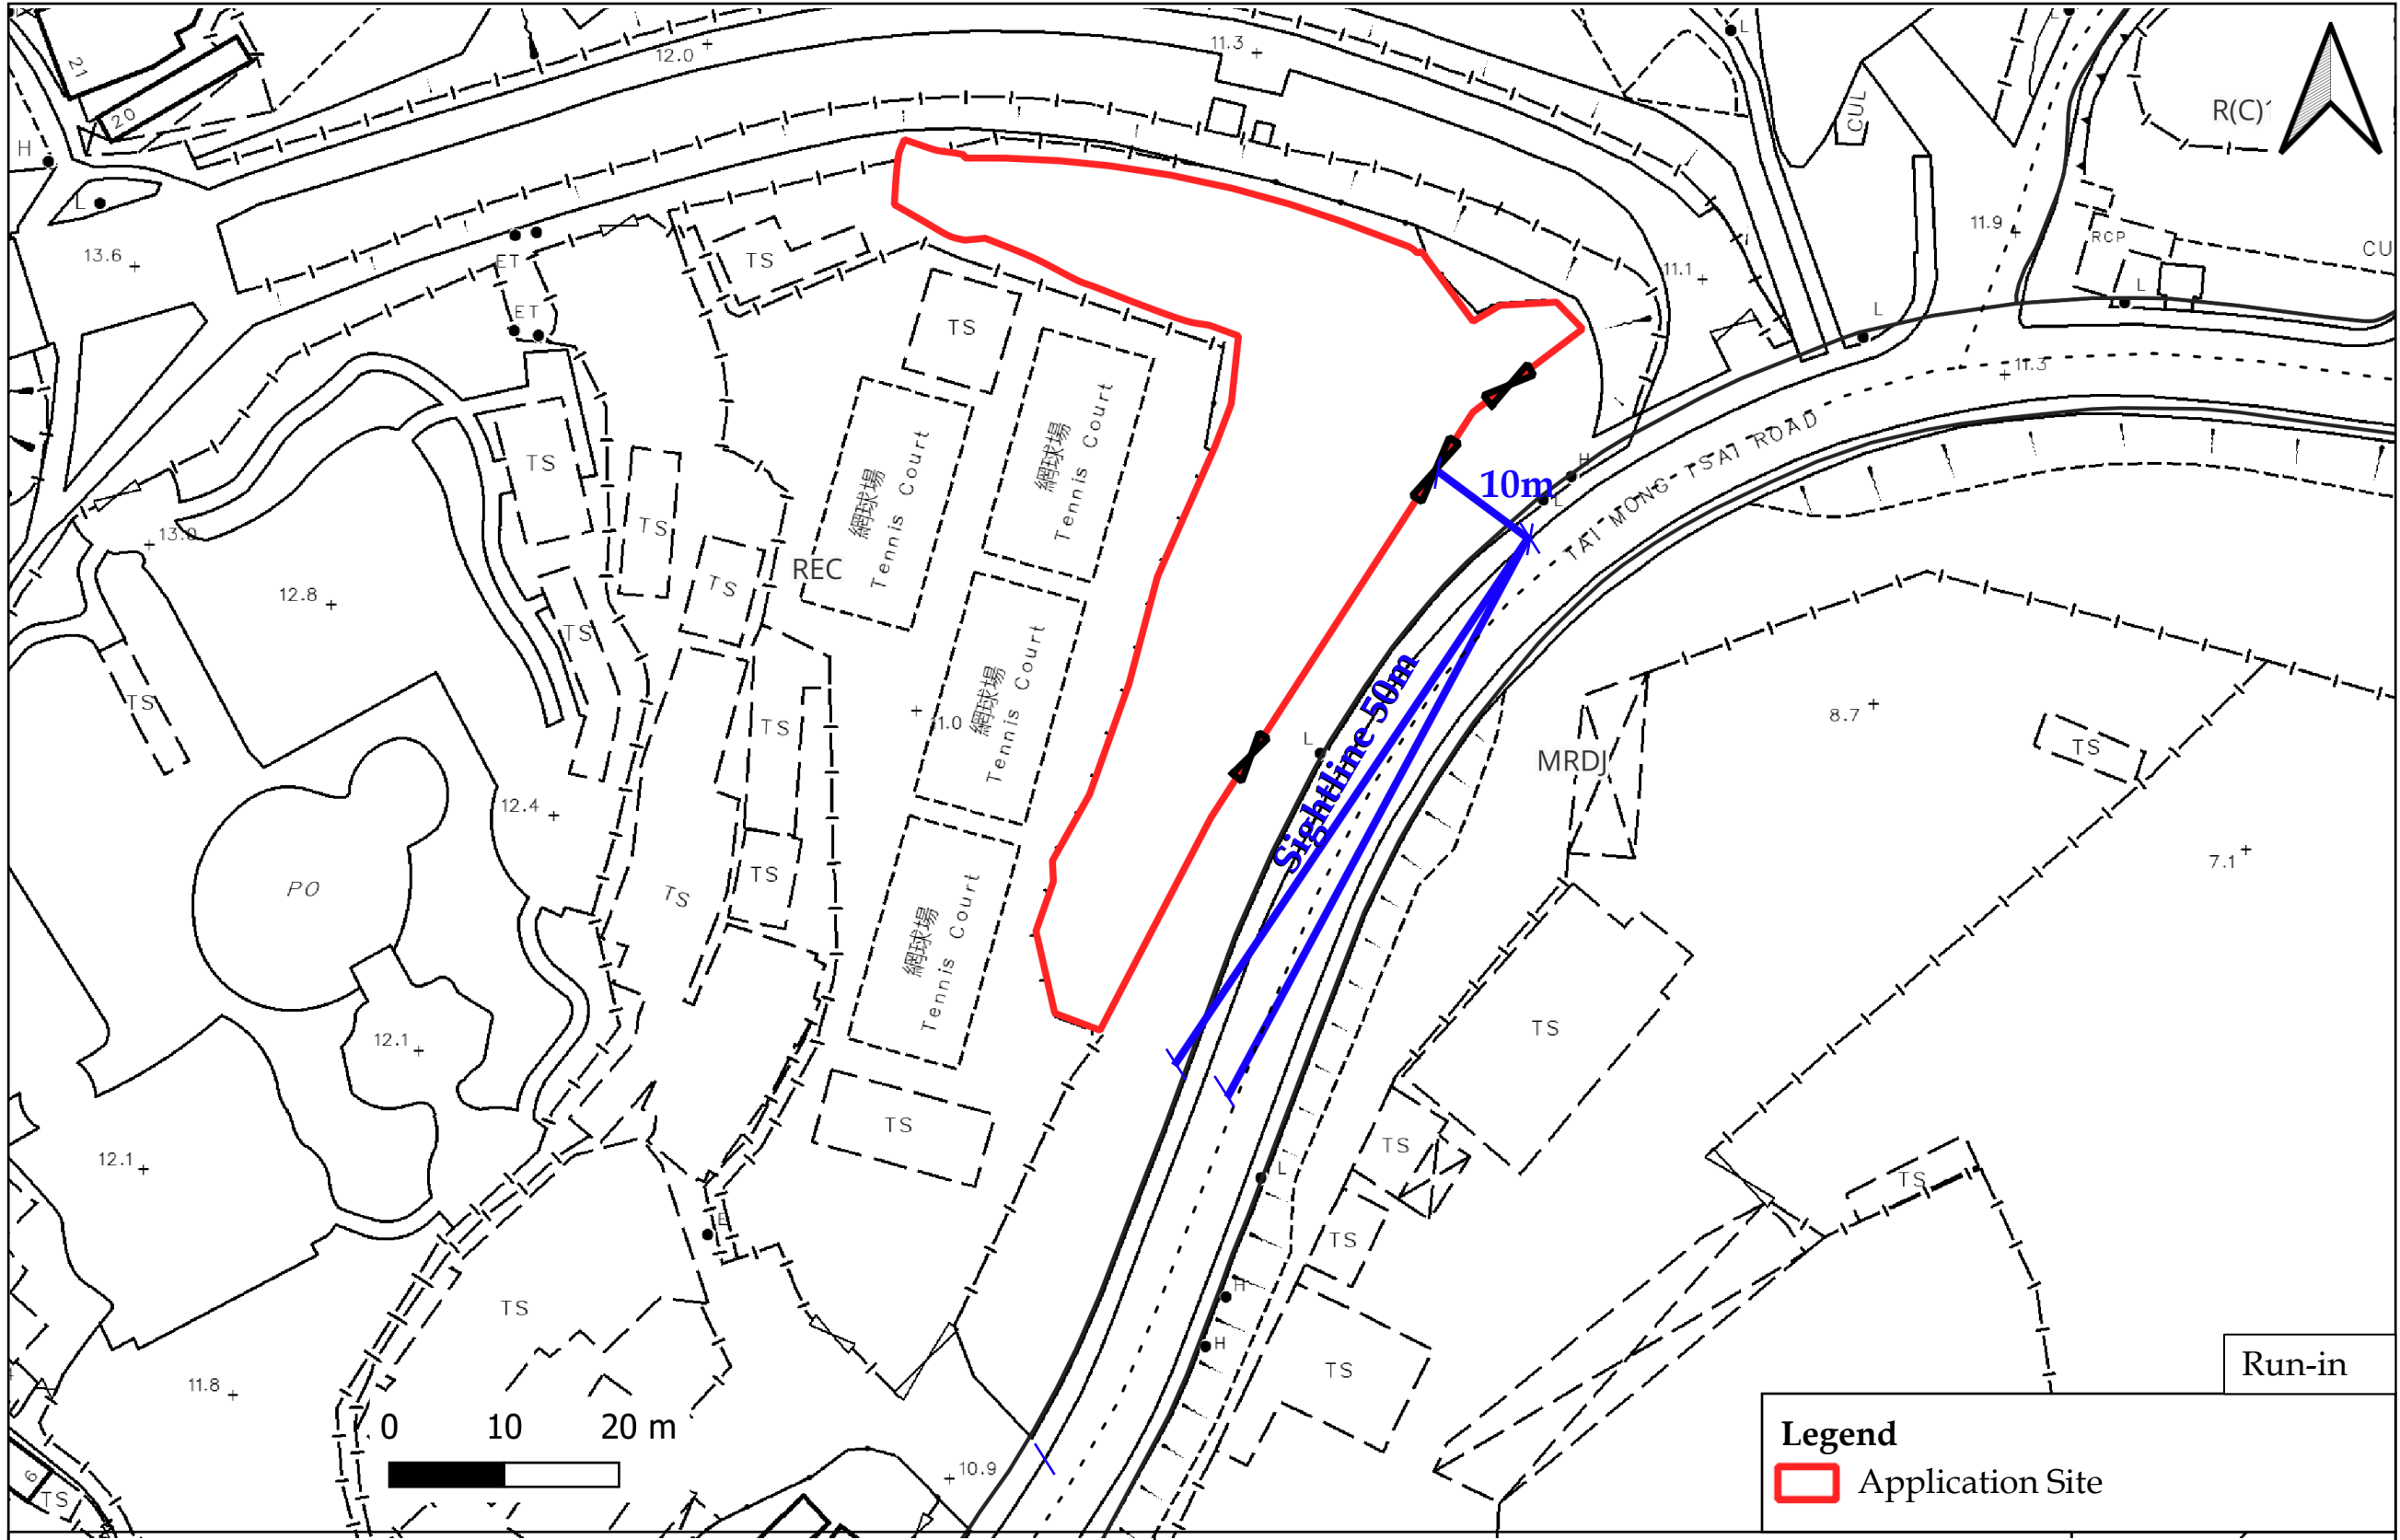 21
20
12.0
11.3
L
L
CUL
R(C)1
H
L
13.6
ET
ET
TS
11.1
11.9
RCP
CU
L
L
11.3
TS
網球場
Tennis Court
網球場
Tennis Court
TS
TS
TS
REC
10m
H
L
TAI MONG TSAI ROAD
13.0
12.8
TS
TS
網球場
Tennis Court
11.0
TS
L
Sightline 50m
MRDJ
8.7
TS
12.4
TS
TS
PO
7.1
網球場
Tennis Court
12.1
TS
12.1
TS
TS
L
TS
E
TS
H
TS
H
TS
11.8
0 10 20 m
10.9
6
TS
Run-in
Legend
Application Site